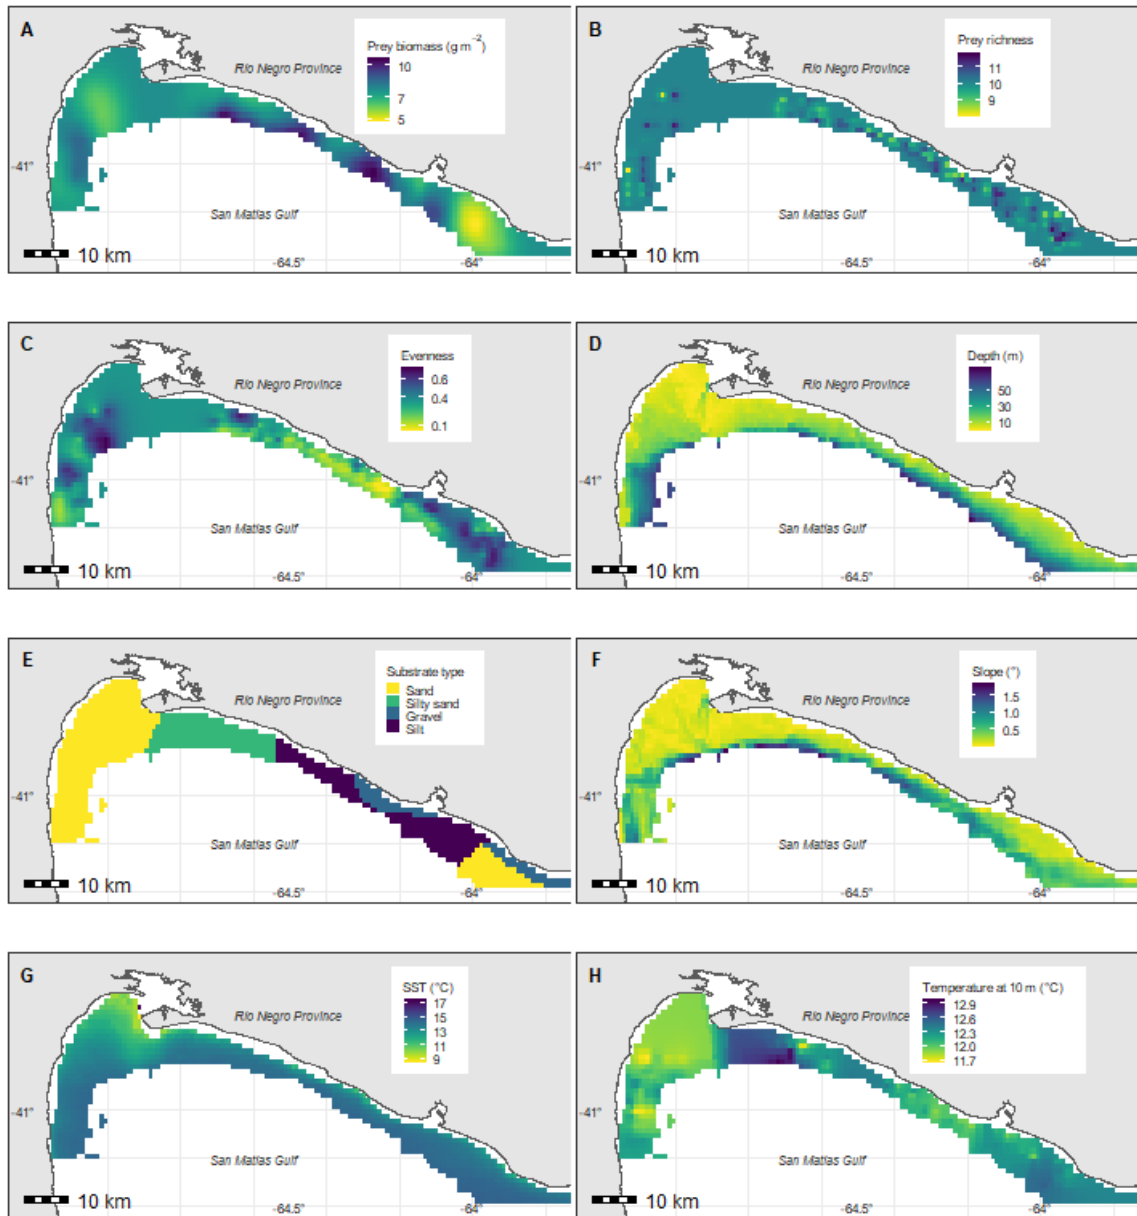 A
Prey biomass (g m⁻²)
10
7
5
Río Negro Province
-41°
San Matías Gulf
10 km
-64.5°
-64°
B
Prey richness
11
10
9
Río Negro Province
-41°
San Matías Gulf
10 km
-64.5°
-64°
C
Evenness
0.6
0.4
0.1
Río Negro Province
-41°
San Matías Gulf
10 km
-64.5°
-64°
D
Depth (m)
50
30
10
Río Negro Province
-41°
San Matías Gulf
10 km
-64.5°
-64°
E
Substrate type
Sand
Silty sand
Gravel
Silt
Río Negro Province
-41°
San Matías Gulf
10 km
-64.5°
-64°
F
Slope (°)
1.5
1.0
0.5
Río Negro Province
-41°
San Matías Gulf
10 km
-64.5°
-64°
G
SST (°C)
17
15
13
11
9
Río Negro Province
-41°
San Matías Gulf
10 km
-64.5°
-64°
H
Temperature at 10 m (°C)
12.9
12.6
12.3
12.0
11.7
Río Negro Province
-41°
San Matías Gulf
10 km
-64.5°
-64°